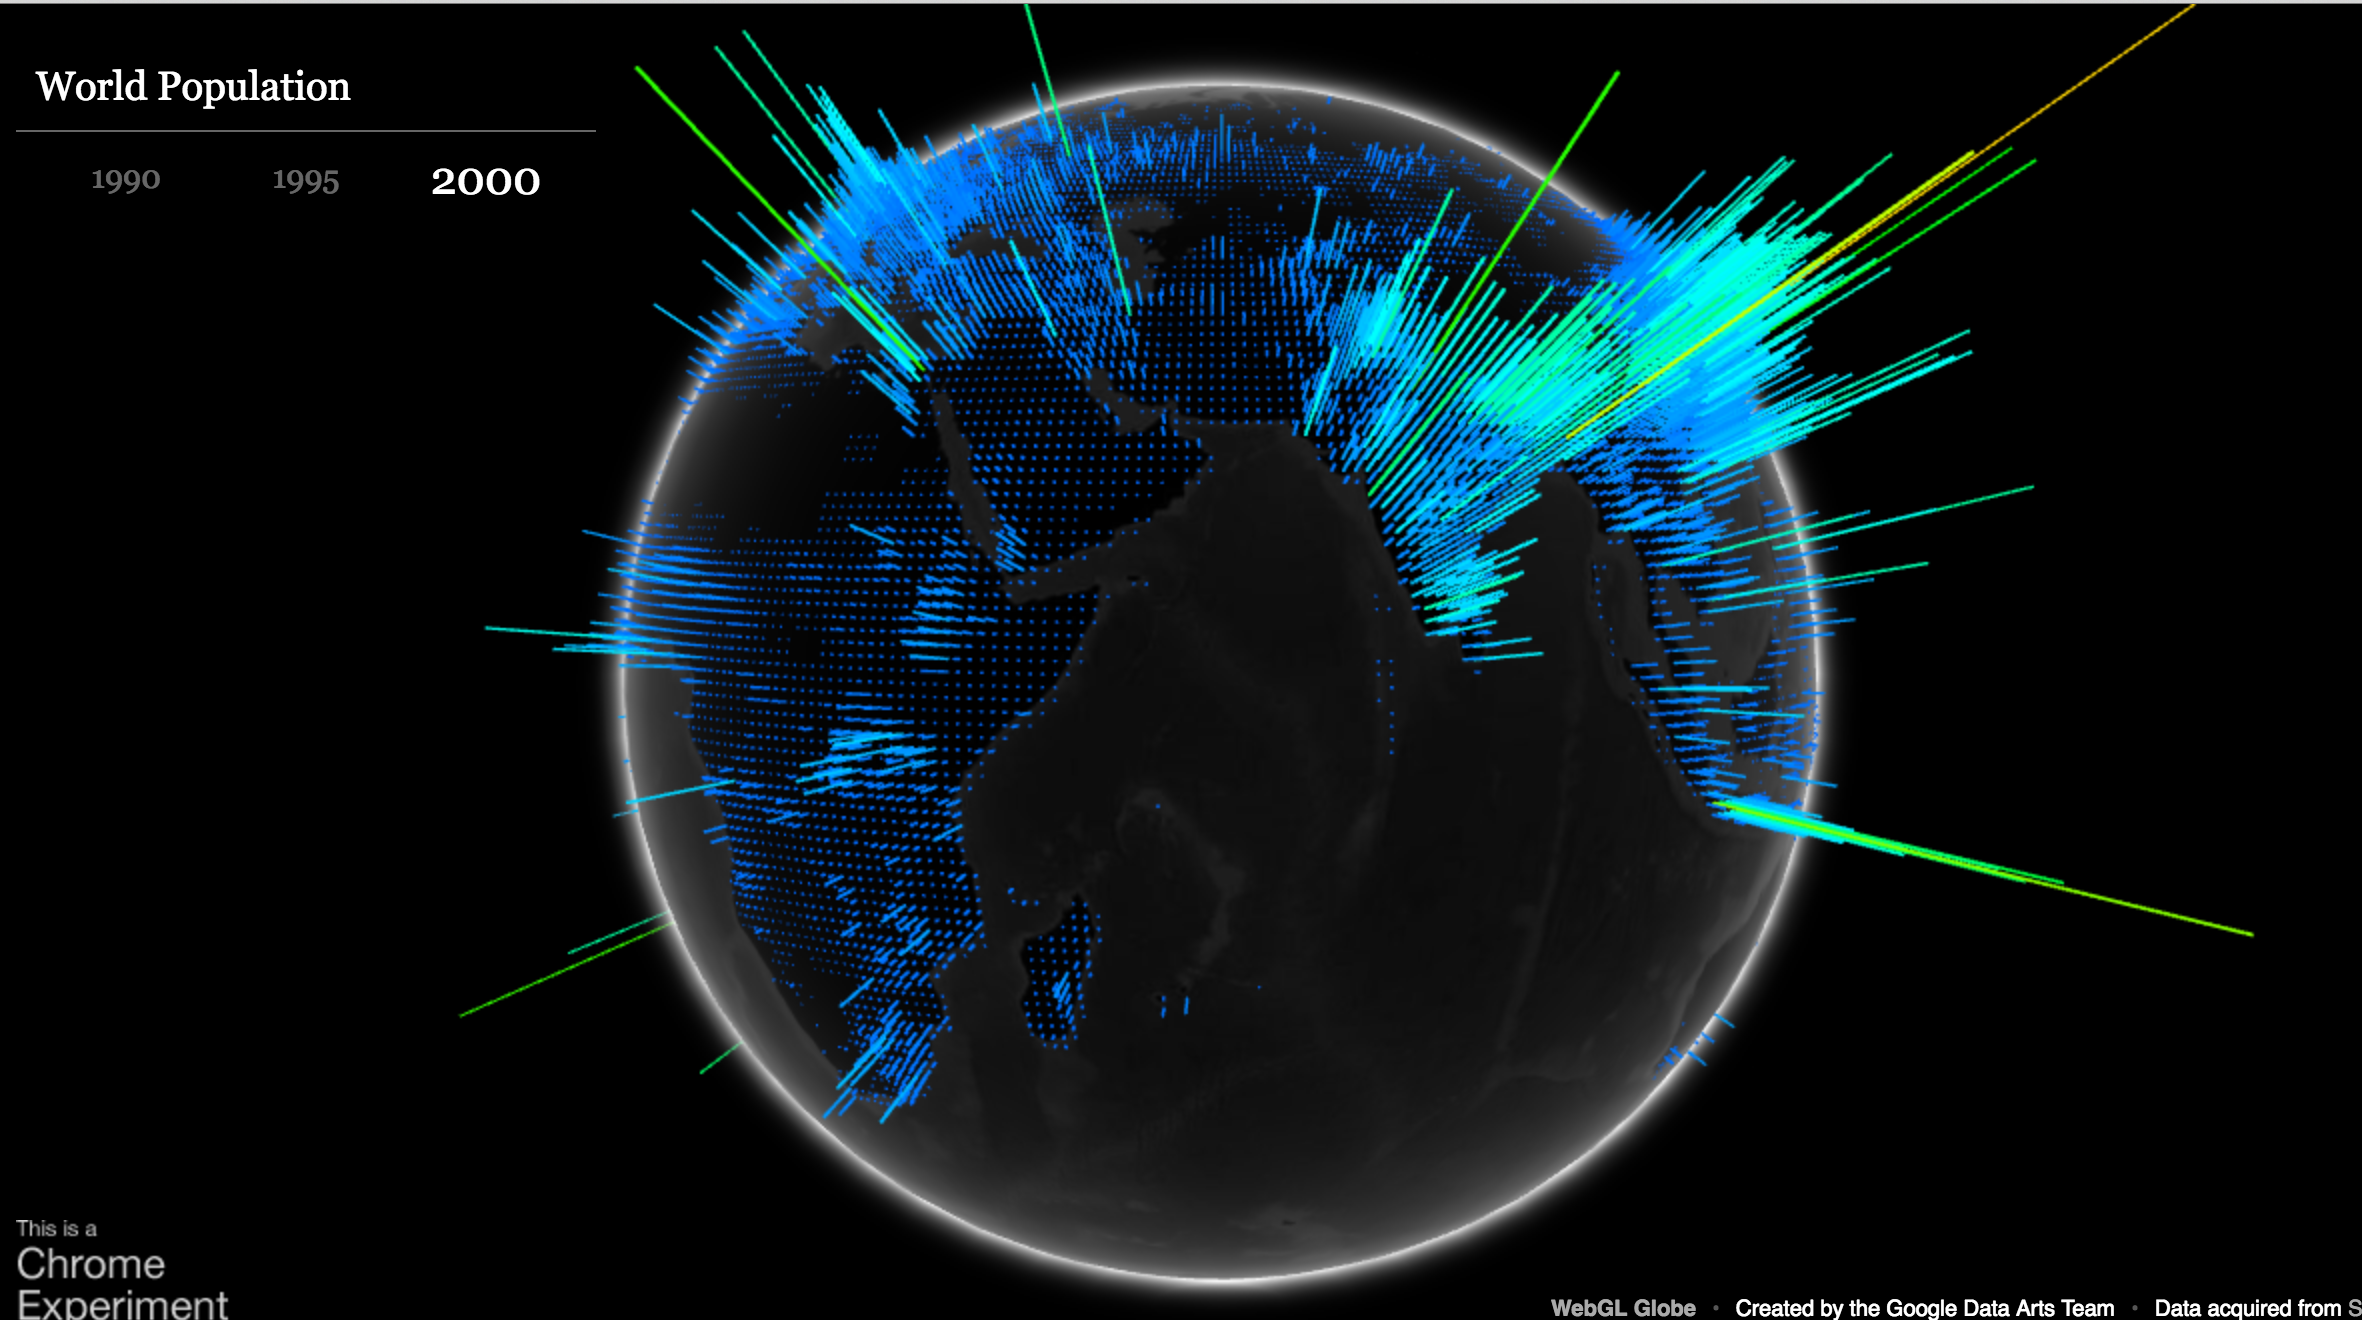 World Population
1990 1995 2000
This is a
Chrome
Experiment
WebGL Globe • Created by the Google Data Arts Team • Data acquired from